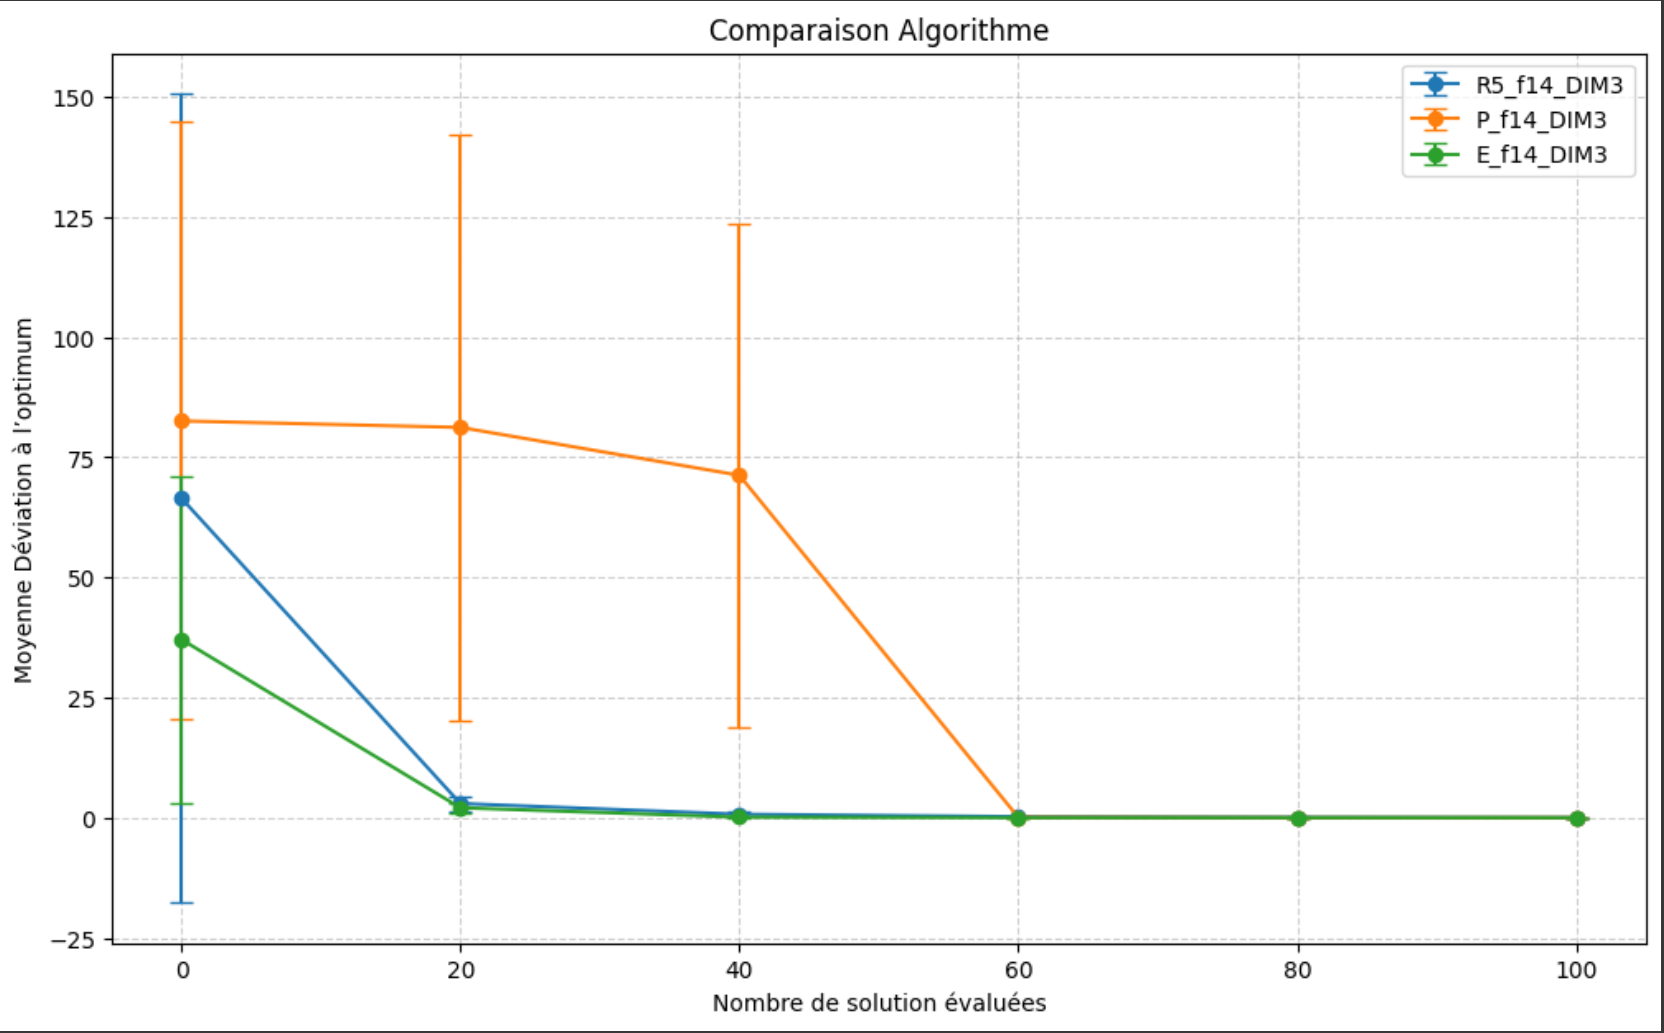 Comparaison Algorithme
R5_f14_DIM3
P_f14_DIM3
E_f14_DIM3
150
125
100
75
50
25
0
−25
Moyenne Déviation à l’optimum
0 20 40 60 80 100
Nombre de solution évaluées